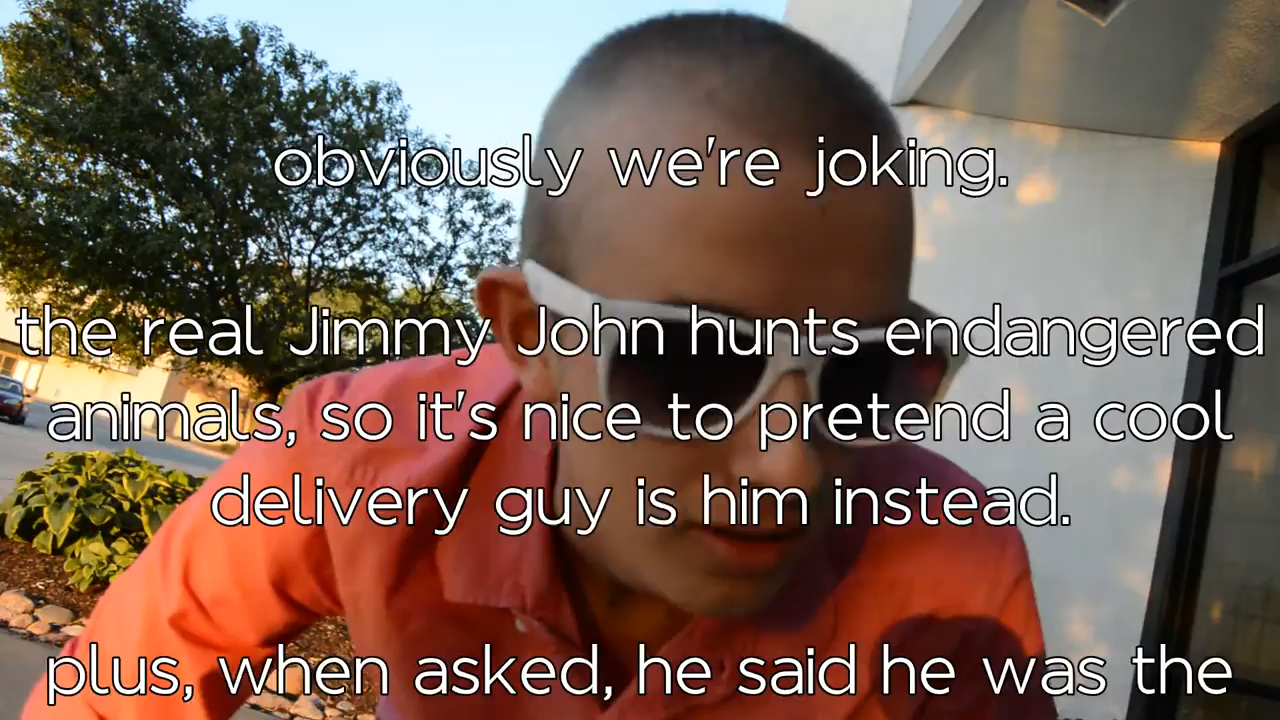 obviously we're joking.
the real Jimmy John hunts endangered
animals, so it's nice to pretend a cool
delivery guy is him instead.
plus, when asked, he said he was the